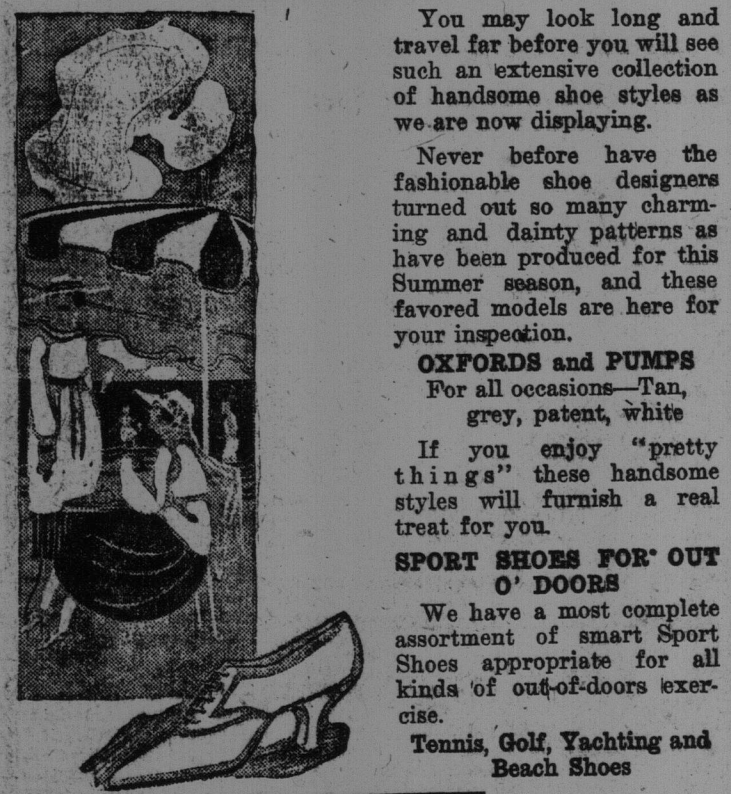 You may look long and
travel far before you will see
such an extensive collection
of handsome shoe styles as
we are now displaying.
Never before have the
fashionable shoe designers
turned out so many charm-
ing and dainty patterns as
have been produced for this
Summer season, and these
favored models are here for
your inspection.
OXFORDS and PUMPS
For all occasions—Tan,
grey, patent, white
If you enjoy "pretty
things" these handsome
styles will furnish a real
treat for you.
SPORT SHOES FOR OUT
O' DOORS
We have a most complete
assortment of smart Sport
Shoes appropriate for all
kinds of out-of-doors exer-
cise.
Tennis, Golf, Yachting and
Beach Shoes